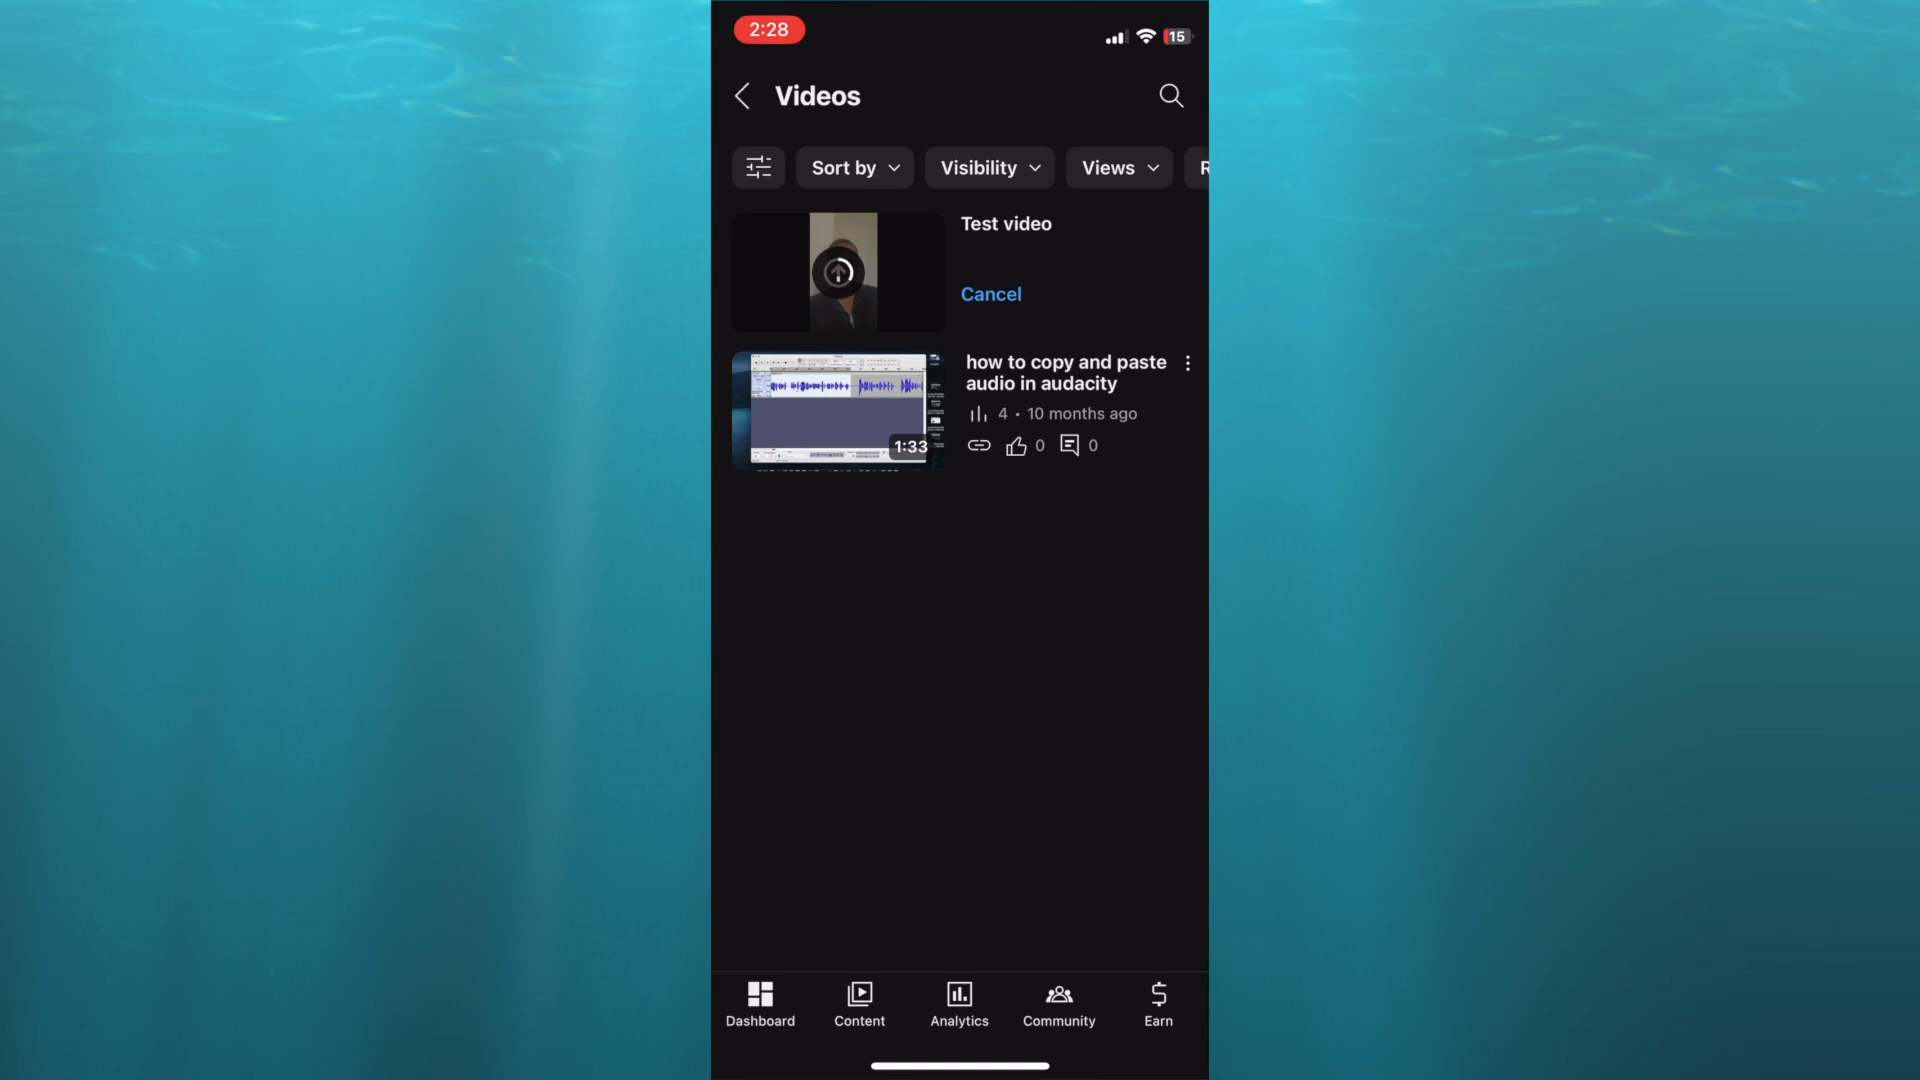 2:28
15
Videos
Sort by
Visibility
Views
R
Test video
Cancel
how to copy and paste
audio in audacity
4 • 10 months ago
0
0
1:33
Dashboard
Content
Analytics
Community
Earn